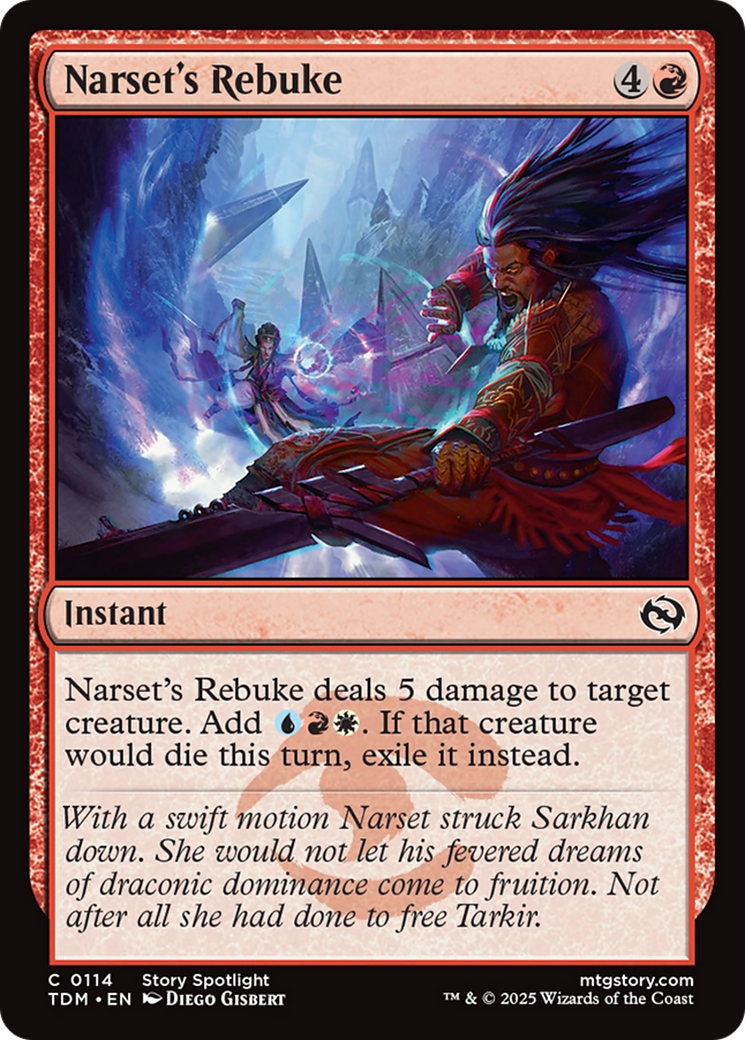 Narset's Rebuke 4
Instant
Narset's Rebuke deals 5 damage to target
creature. Add . If that creature
would die this turn, exile it instead.
With a swift motion Narset struck Sarkhan
down. She would not let his fevered dreams
of draconic dominance come to fruition. Not
after all she had done to free Tarkir.
C 0114 Story Spotlight mtgstory.com
TDM • EN Diego Gisbert ™ & © 2025 Wizards of the Coast